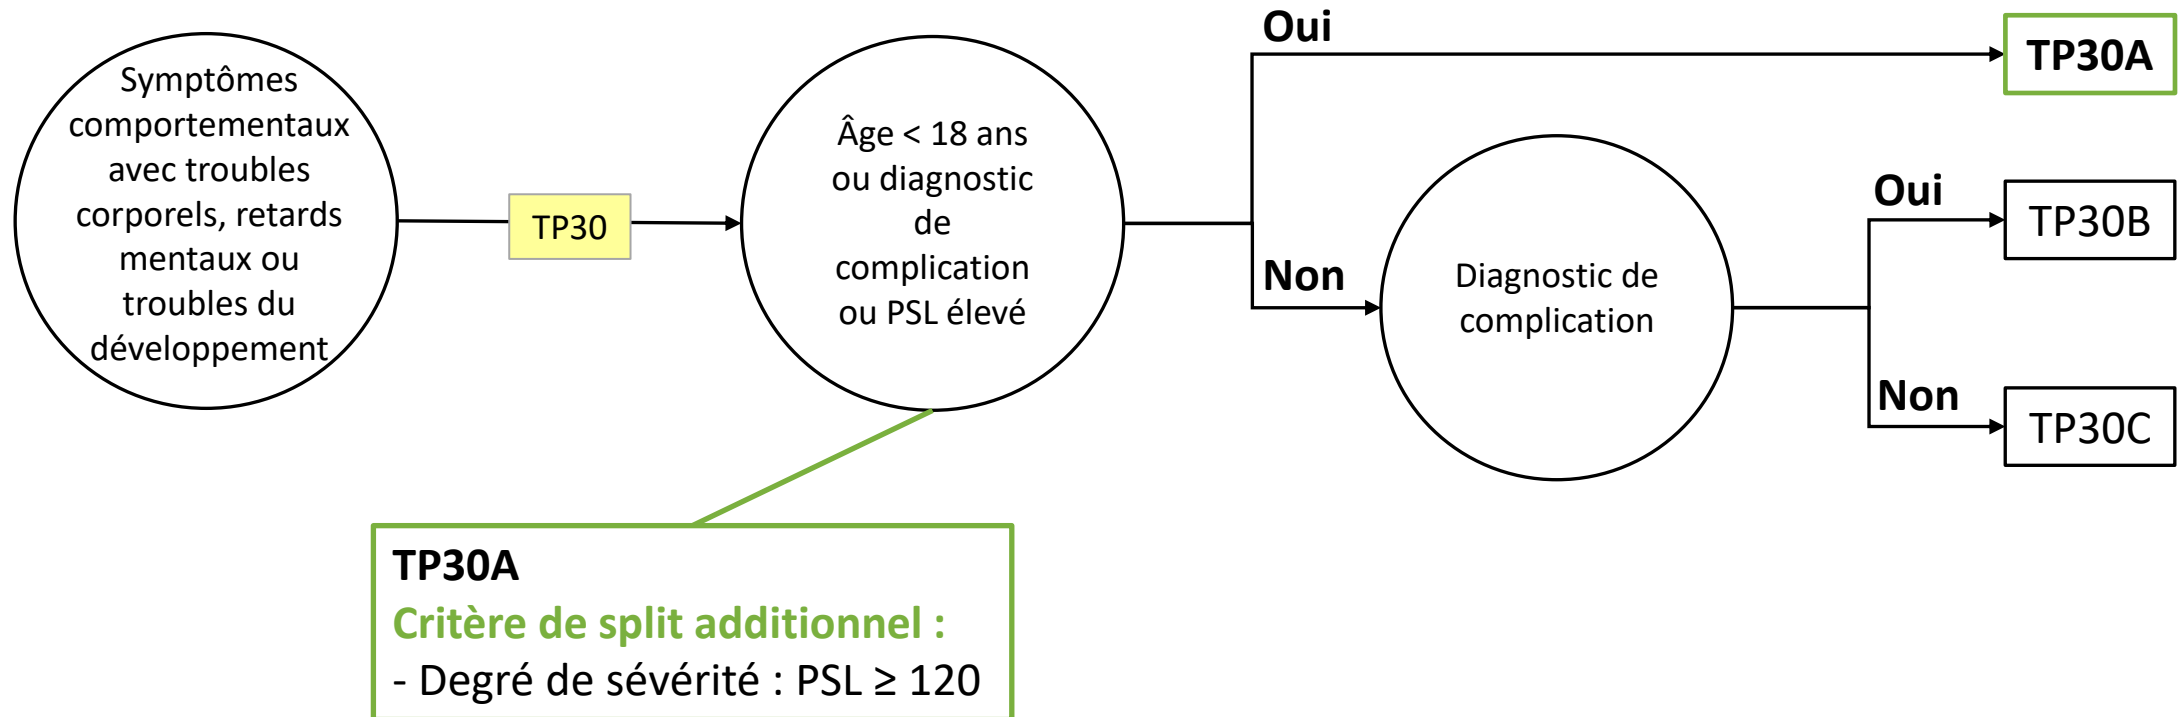 Symptômes
comportementaux
avec troubles
corporels, retards
mentaux ou
troubles du
développement
TP30
Âge < 18 ans
ou diagnostic
de
complication
ou PSL élevé
Oui
TP30A
Non
Diagnostic de
complication
Oui
TP30B
Non
TP30C
TP30A
Critère de split additionnel :
- Degré de sévérité : PSL ≥ 120